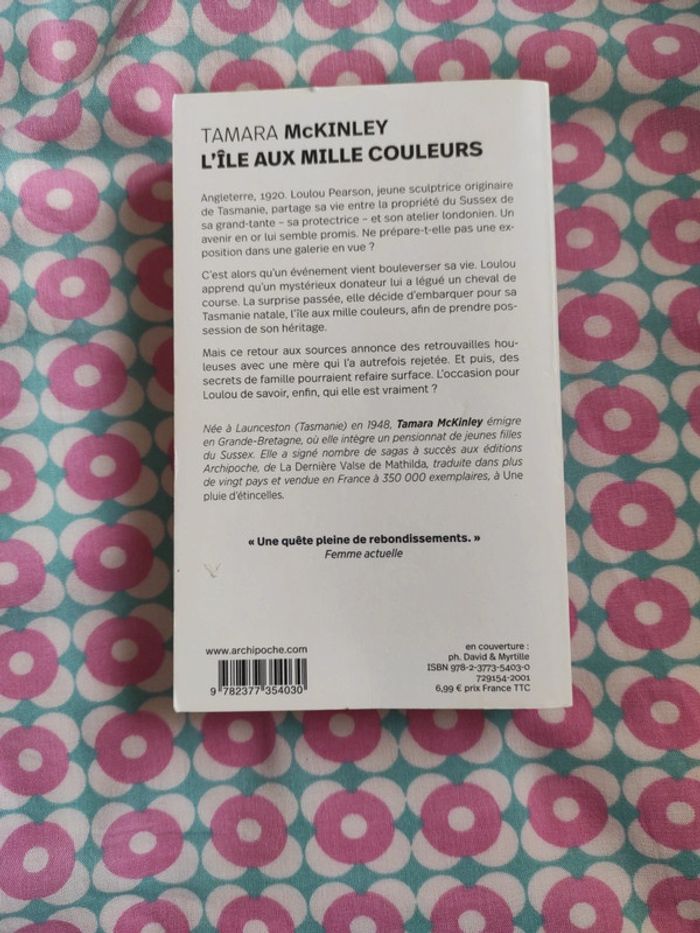 TAMARA McKINLEY
L'ÎLE AUX MILLE COULEURS
Angleterre, 1920. Loulou Pearson, jeune sculptrice originaire
de Tasmanie, partage sa vie entre la propriété du Sussex de
sa grand-tante – sa protectrice – et son atelier londonien. Un
avenir en or lui semble promis. Ne prépare-t-elle pas une ex-
position dans une galerie en vue ?
C'est alors qu'un événement vient bouleverser sa vie. Loulou
apprend qu'un mystérieux donateur lui a légué un cheval de
course. La surprise passée, elle décide d'embarquer pour sa
Tasmanie natale, l'île aux mille couleurs, afin de prendre pos-
session de son héritage.
Mais ce retour aux sources annonce des retrouvailles hou-
leuses avec une mère qui l'a autrefois rejetée. Et puis, des
secrets de famille pourraient refaire surface. L'occasion pour
Loulou de savoir, enfin, qui elle est vraiment ?
Née à Launceston (Tasmanie) en 1948, Tamara McKinley émigre
en Grande-Bretagne, où elle intègre un pensionnat de jeunes filles
du Sussex. Elle a signé nombre de sagas à succès aux éditions
Archipoche, de La Dernière Valse de Mathilda, traduite dans plus
de vingt pays et vendue en France à 350 000 exemplaires, à Une
pluie d'étincelles.
« Une quête pleine de rebondissements. »
Femme actuelle
www.archipoche.com
9 782377 354030
en couverture :
ph. David & Myrtille
ISBN 978-2-3773-5403-0
729154-2001
6,99 € prix France TTC